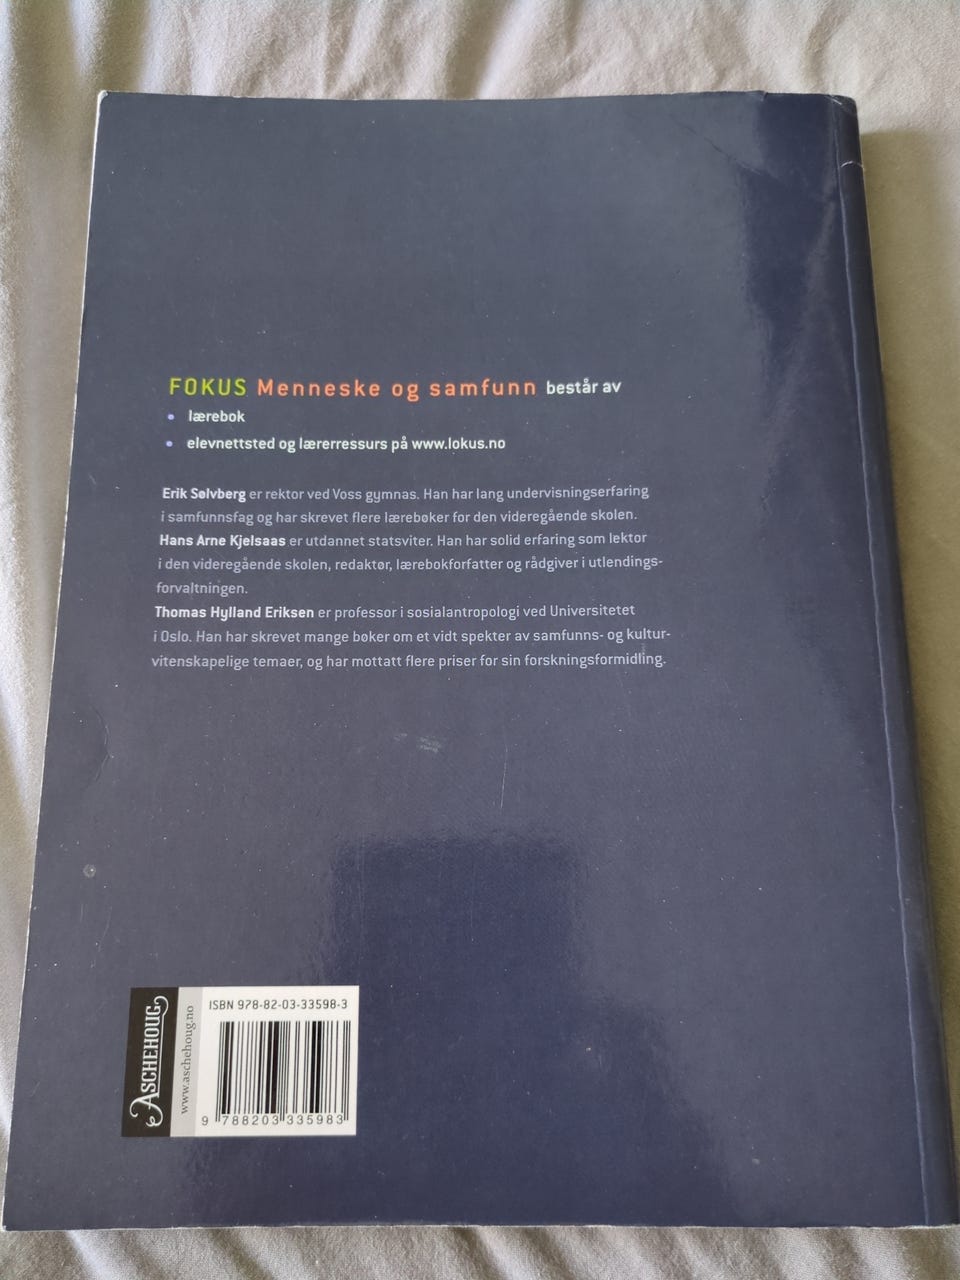 FOKUS Menneske og samfunn består av
• lærebok
• elevnettsted og lærerressurs på www.lokus.no
Erik Sølvberg er rektor ved Voss gymnas. Han har lang undervisningserfaring
i samfunnsfag og har skrevet flere lærebøker for den videregående skolen.
Hans Arne Kjelsaas er utdannet statsviter. Han har solid erfaring som lektor
i den videregående skolen, redaktør, lærebokforfatter og rådgiver i utlendings-
forvaltningen.
Thomas Hylland Eriksen er professor i sosialantropologi ved Universitetet
i Oslo. Han har skrevet mange bøker om et vidt spekter av samfunns- og kultur-
vitenskapelige temaer, og har mottatt flere priser for sin forskningsformidling.
ASCHEHOUG
www.aschehoug.no
ISBN 978-82-03-33598-3
9 788203 335983